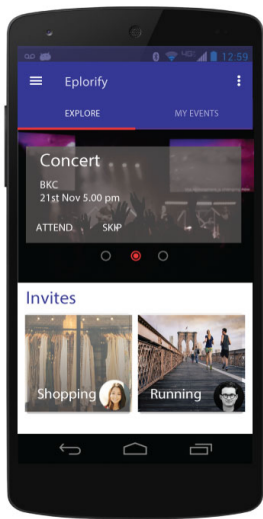 12:59
Eplorify
EXPLORE MY EVENTS
Concert
BKC
21st Nov 5.00 pm
ATTEND SKIP
Invites
Shopping Running